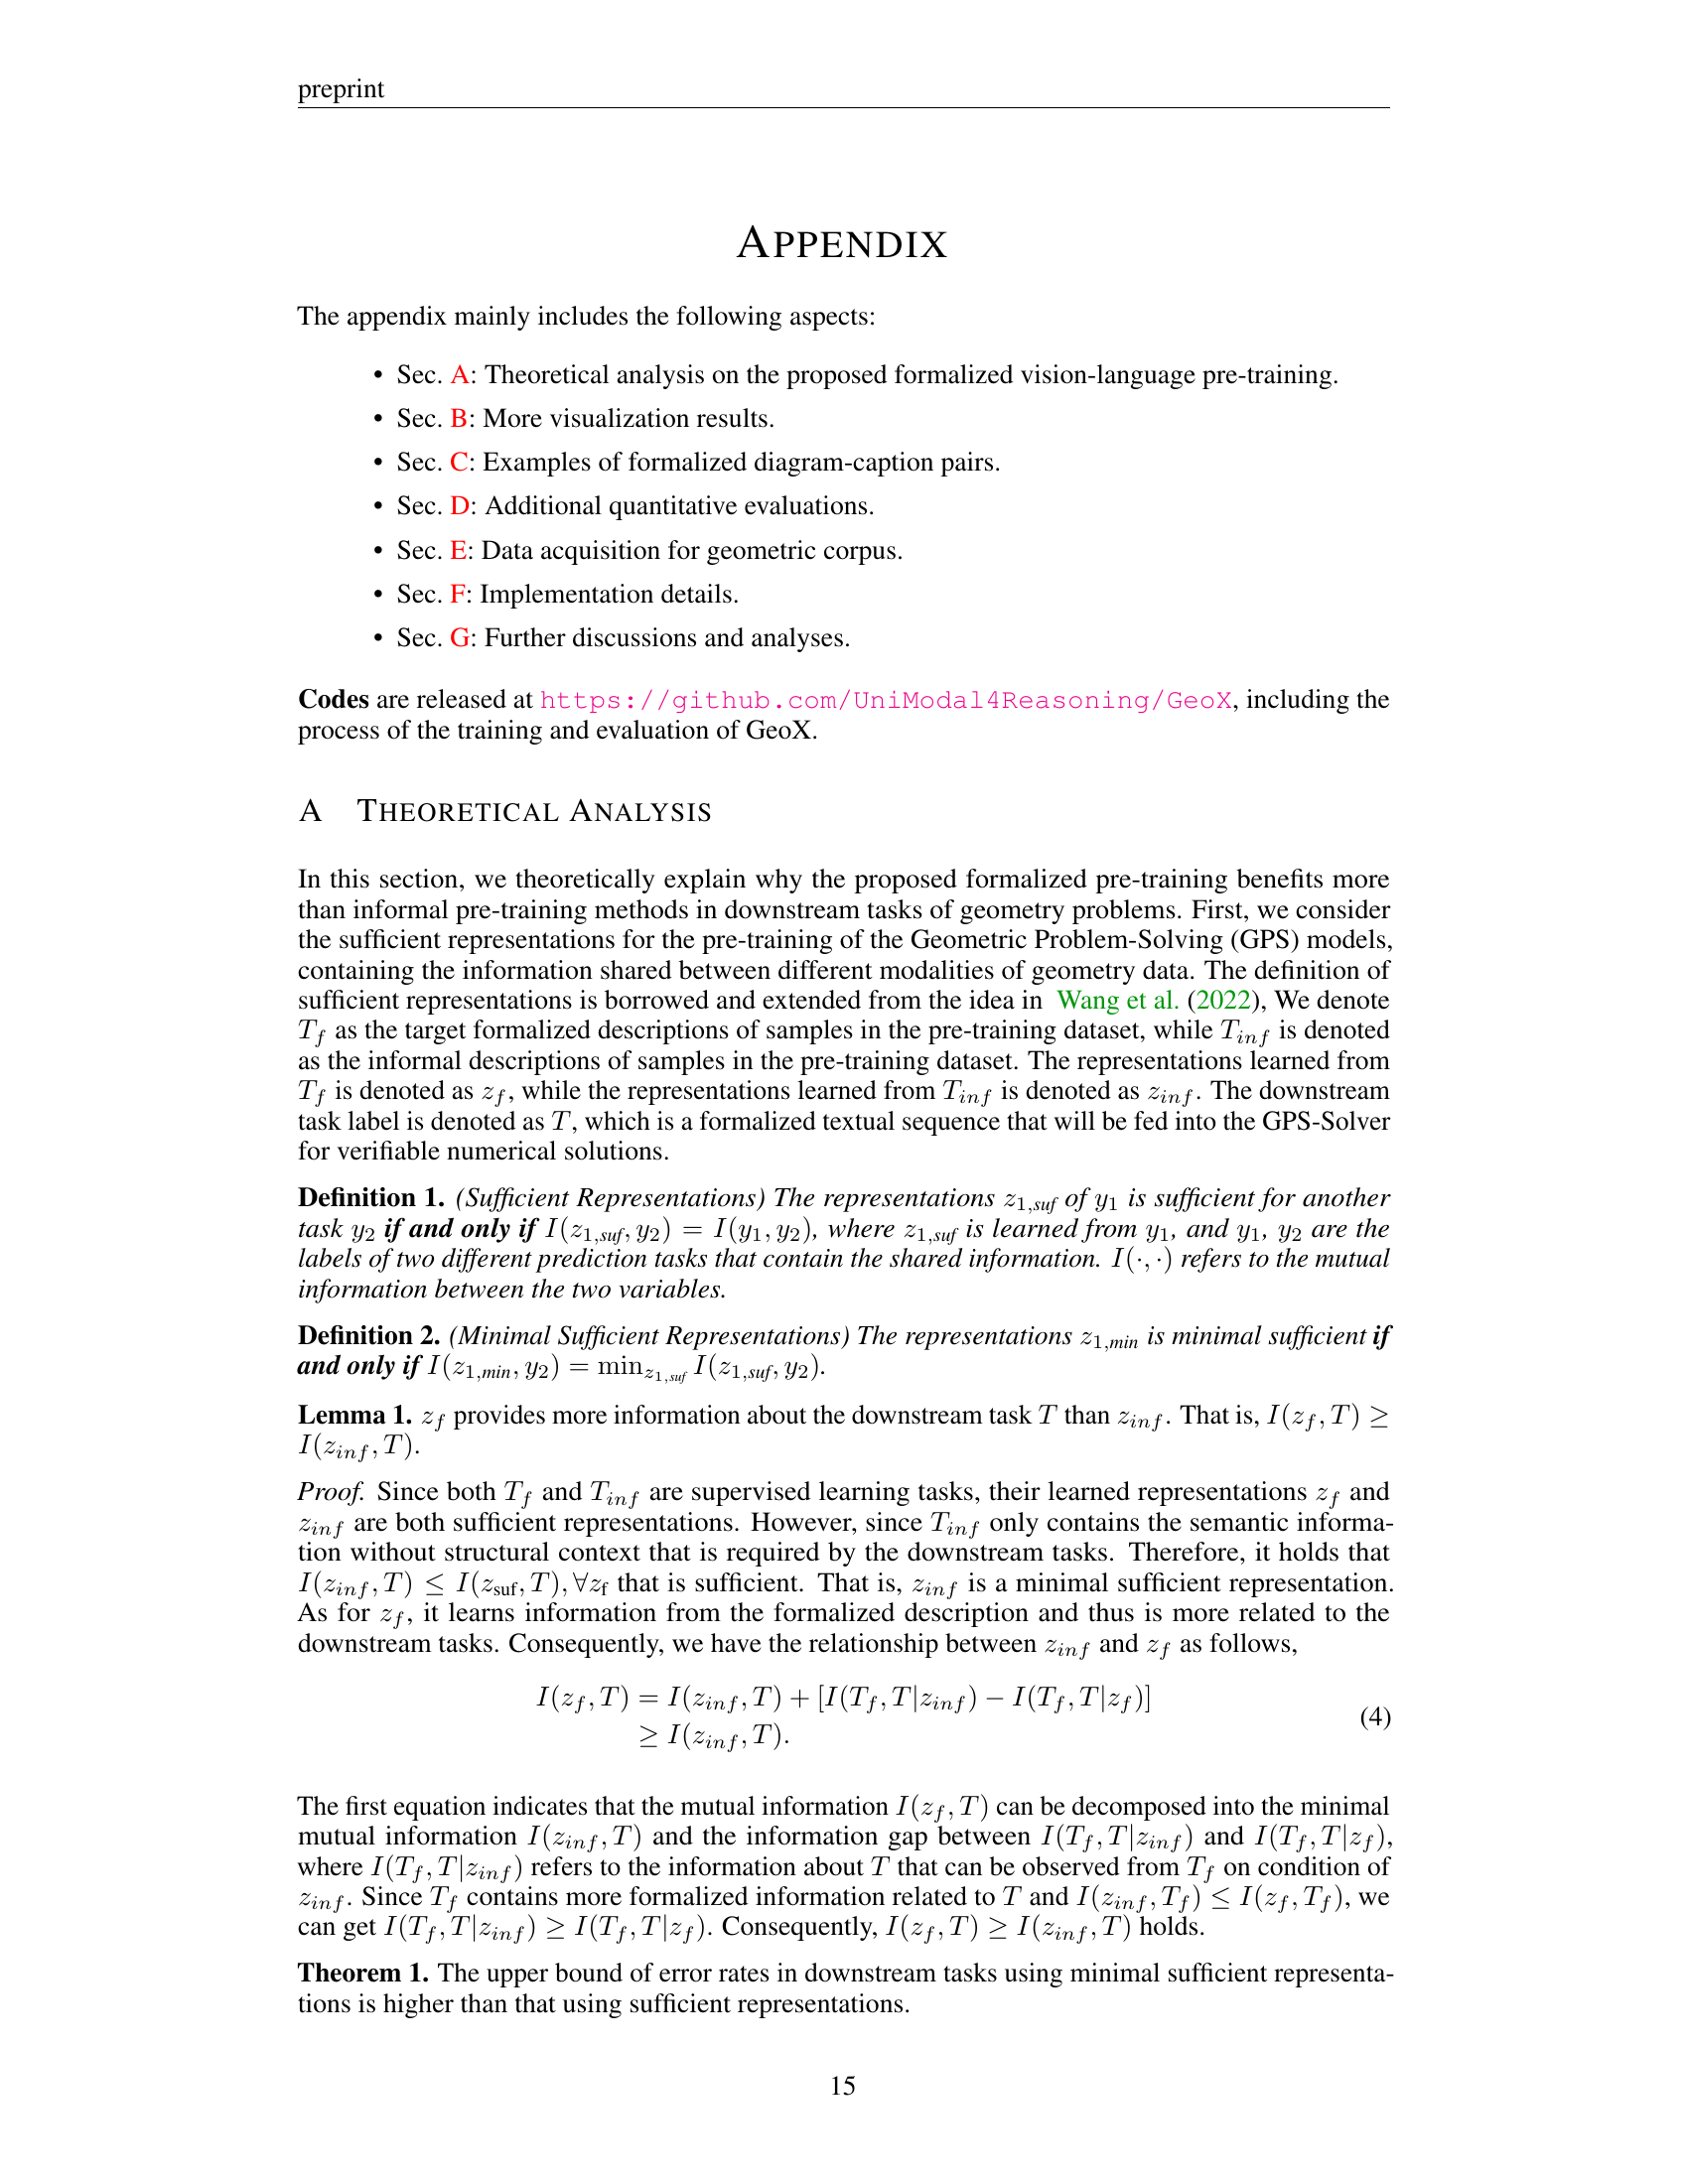 preprint
APPENDIX
The appendix mainly includes the following aspects:
• Sec. A: Theoretical analysis on the proposed formalized vision-language pre-training.
• Sec. B: More visualization results.
• Sec. C: Examples of formalized diagram-caption pairs.
• Sec. D: Additional quantitative evaluations.
• Sec. E: Data acquisition for geometric corpus.
• Sec. F: Implementation details.
• Sec. G: Further discussions and analyses.
Codes are released at https://github.com/UniModal4Reasoning/GeoX, including the
process of the training and evaluation of GeoX.
A THEORETICAL ANALYSIS
In this section, we theoretically explain why the proposed formalized pre-training benefits more
than informal pre-training methods in downstream tasks of geometry problems. First, we consider
the sufficient representations for the pre-training of the Geometric Problem-Solving (GPS) models,
containing the information shared between different modalities of geometry data. The definition of
sufficient representations is borrowed and extended from the idea in Wang et al. (2022), We denote
$T_f$ as the target formalized descriptions of samples in the pre-training dataset, while $T_{inf}$ is denoted
as the informal descriptions of samples in the pre-training dataset. The representations learned from
$T_f$ is denoted as $z_f$, while the representations learned from $T_{inf}$ is denoted as $z_{inf}$. The downstream
task label is denoted as $T$, which is a formalized textual sequence that will be fed into the GPS-Solver
for verifiable numerical solutions.
Definition 1. (Sufficient Representations) The representations $z_{1,suf}$ of $y_1$ is sufficient for another
task $y_2$ if and only if $I(z_{1,suf}, y_2) = I(y_1, y_2)$, where $z_{1,suf}$ is learned from $y_1$, and $y_1$, $y_2$ are the
labels of two different prediction tasks that contain the shared information. $I(\cdot, \cdot)$ refers to the mutual
information between the two variables.
Definition 2. (Minimal Sufficient Representations) The representations $z_{1,min}$ is minimal sufficient if
and only if $I(z_{1,min}, y_2) = \min_{z_{1,suf}} I(z_{1,suf}, y_2)$.
Lemma 1. $z_f$ provides more information about the downstream task $T$ than $z_{inf}$. That is, $I(z_f, T) \geq$
$I(z_{inf}, T)$.
Proof. Since both $T_f$ and $T_{inf}$ are supervised learning tasks, their learned representations $z_f$ and
$z_{inf}$ are both sufficient representations. However, since $T_{inf}$ only contains the semantic informa-
tion without structural context that is required by the downstream tasks. Therefore, it holds that
$I(z_{inf}, T) \leq I(z_{suf}, T), \forall z_f$ that is sufficient. That is, $z_{inf}$ is a minimal sufficient representation.
As for $z_f$, it learns information from the formalized description and thus is more related to the
downstream tasks. Consequently, we have the relationship between $z_{inf}$ and $z_f$ as follows,
$I(z_f, T) = I(z_{inf}, T) + [I(T_f, T|z_{inf}) - I(T_f, T|z_f)]$
$\geq I(z_{inf}, T).$ (4)
The first equation indicates that the mutual information $I(z_f, T)$ can be decomposed into the minimal
mutual information $I(z_{inf}, T)$ and the information gap between $I(T_f, T|z_{inf})$ and $I(T_f, T|z_f)$,
where $I(T_f, T|z_{inf})$ refers to the information about $T$ that can be observed from $T_f$ on condition of
$z_{inf}$. Since $T_f$ contains more formalized information related to $T$ and $I(z_{inf}, T_f) \leq I(z_f, T_f)$, we
can get $I(T_f, T|z_{inf}) \geq I(T_f, T|z_f)$. Consequently, $I(z_f, T) \geq I(z_{inf}, T)$ holds.
Theorem 1. The upper bound of error rates in downstream tasks using minimal sufficient representa-
tions is higher than that using sufficient representations.
15